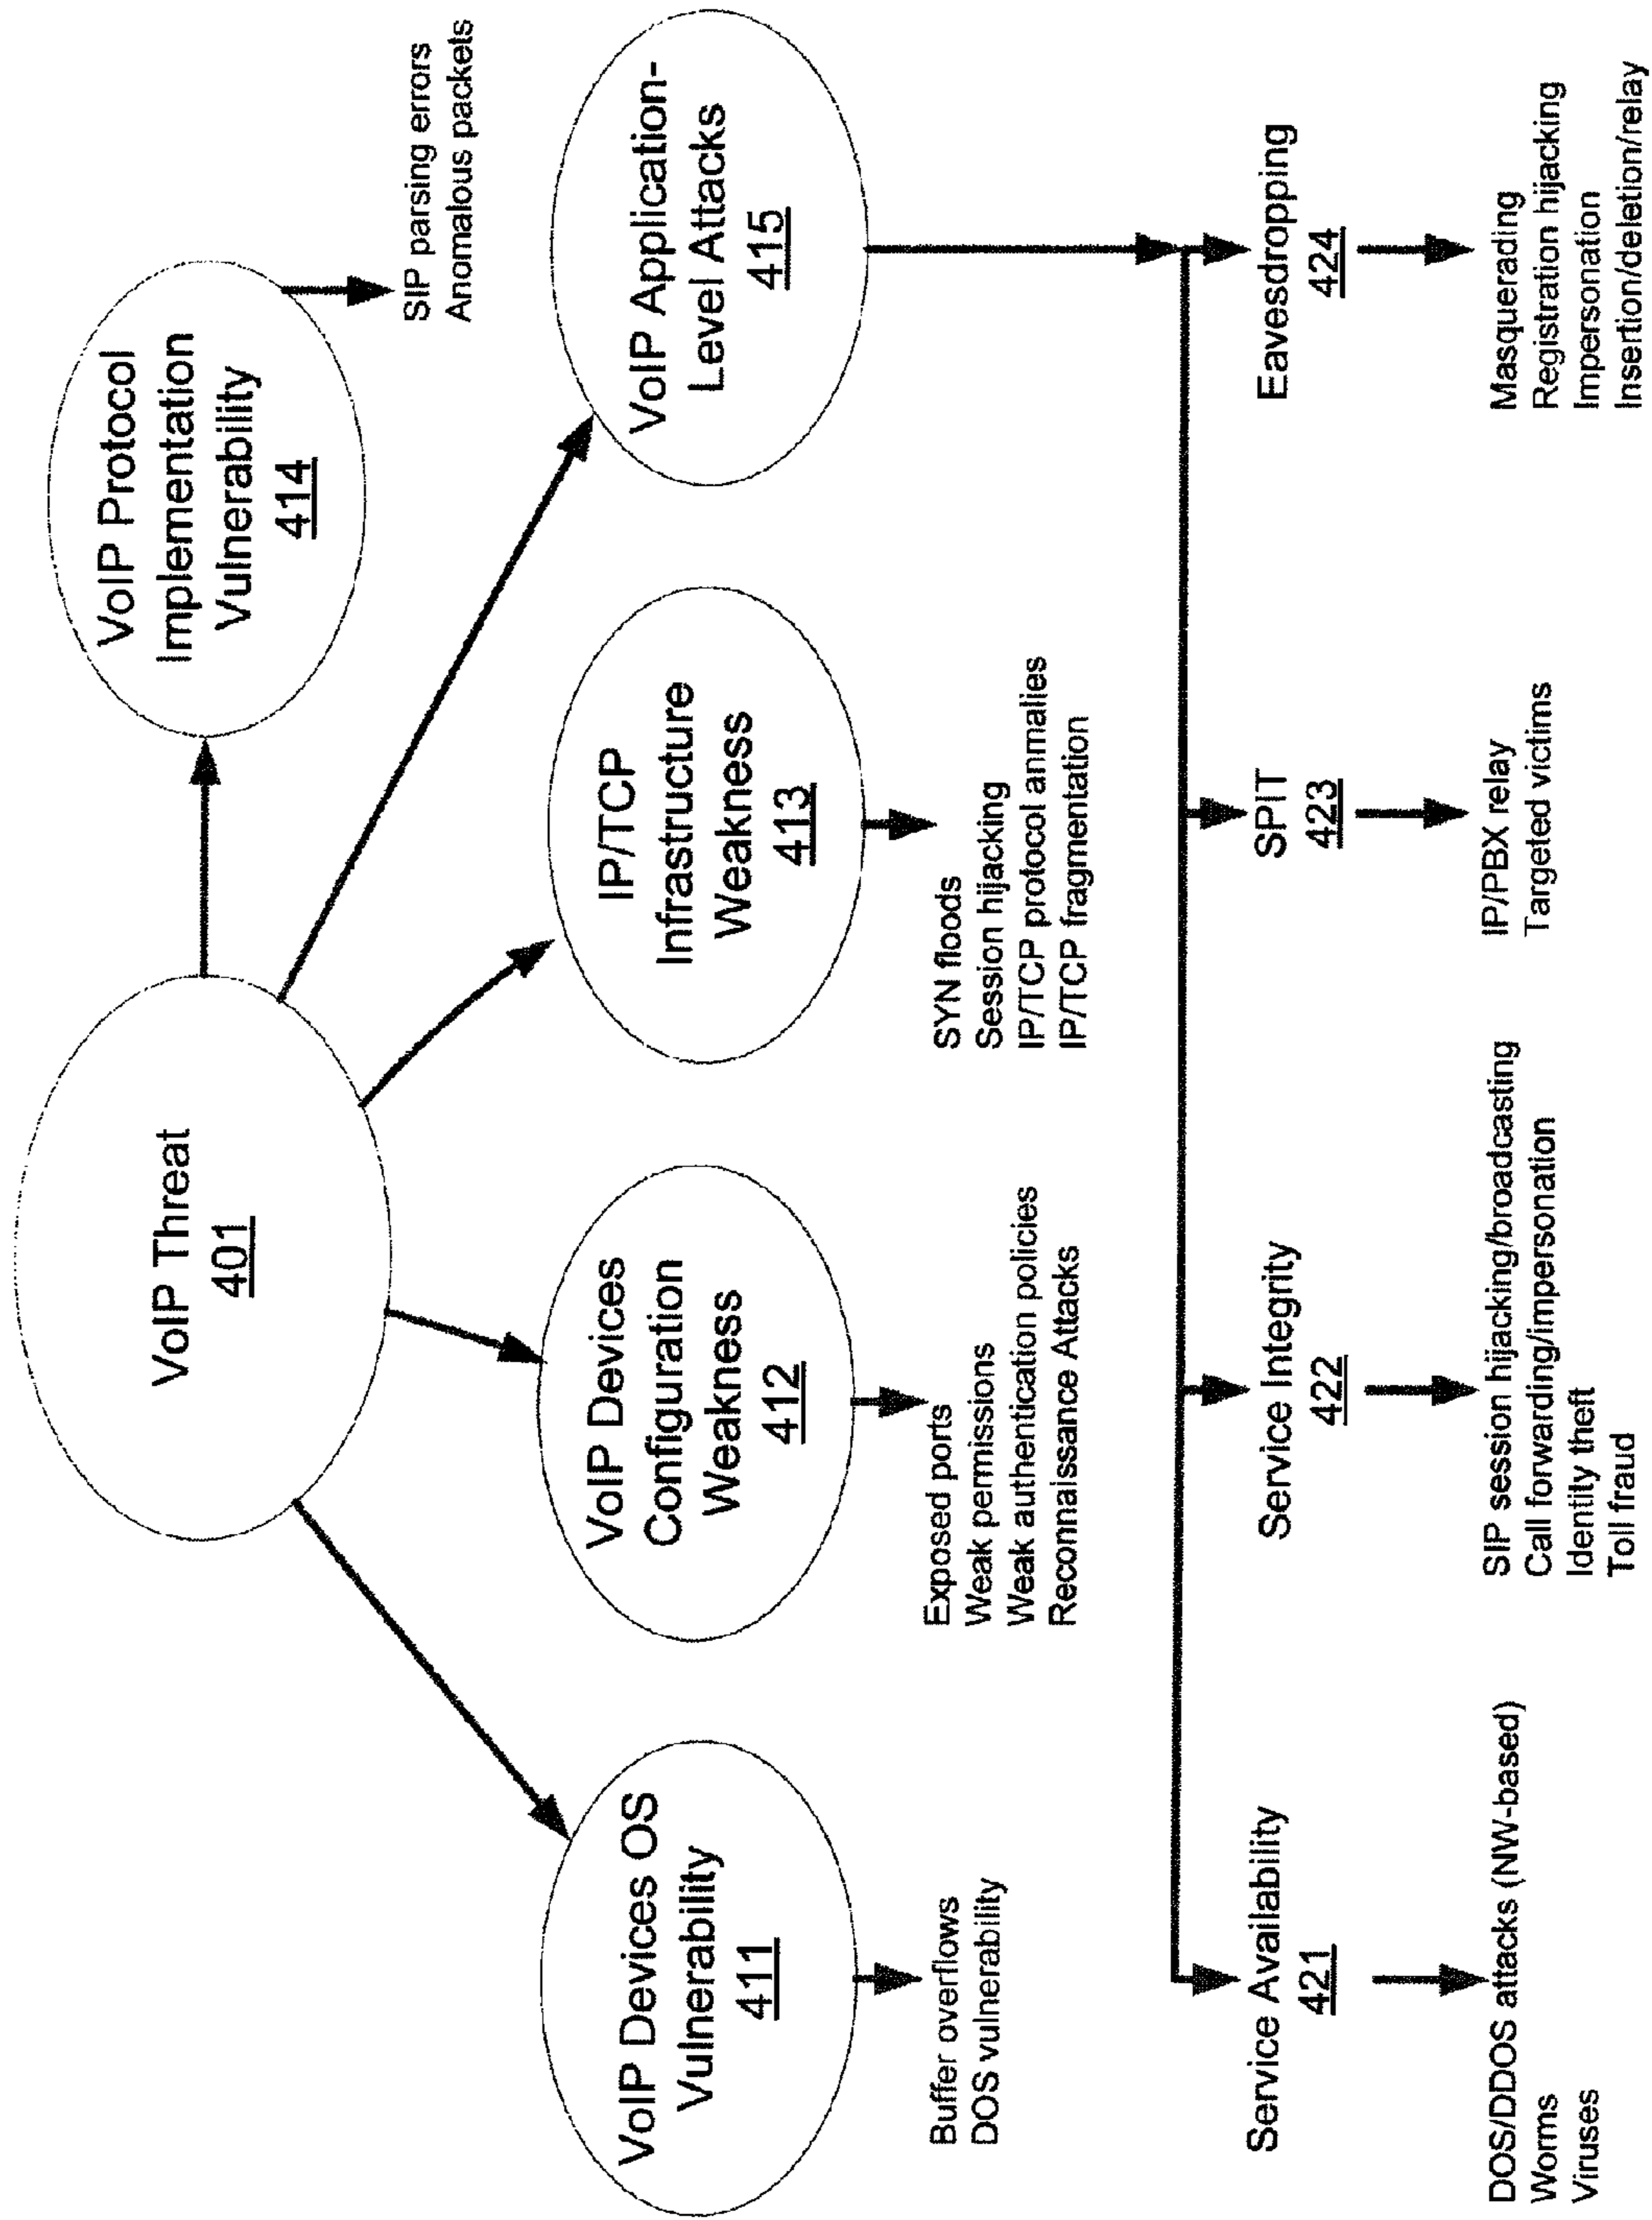 VoIP Threat
401
VoIP Protocol
Implementation
Vulnerability
414
SIP parsing errors
Anomalous packets
VoIP Devices OS
Vulnerability
411
VoIP Devices
Configuration
Weakness
412
IP/TCP
Infrastructure
Weakness
413
VoIP Application-
Level Attacks
415
Buffer overflows
DOS vulnerability
Exposed ports
Weak permissions
Weak authentication policies
Reconnaissance Attacks
SYN floods
Session hijacking
IP/TCP protocol anmalies
IP/TCP fragmentation
Service Availability
421
Service Integrity
422
SPIT
423
Eavesdropping
424
DOS/DDOS attacks (NW-based)
Worms
Viruses
SIP session hijacking/broadcasting
Call forwarding/impersonation
Identity theft
Toll fraud
IP/PBX relay
Targeted victims
Masquerading
Registration hijacking
Impersonation
Insertion/deletion/relay